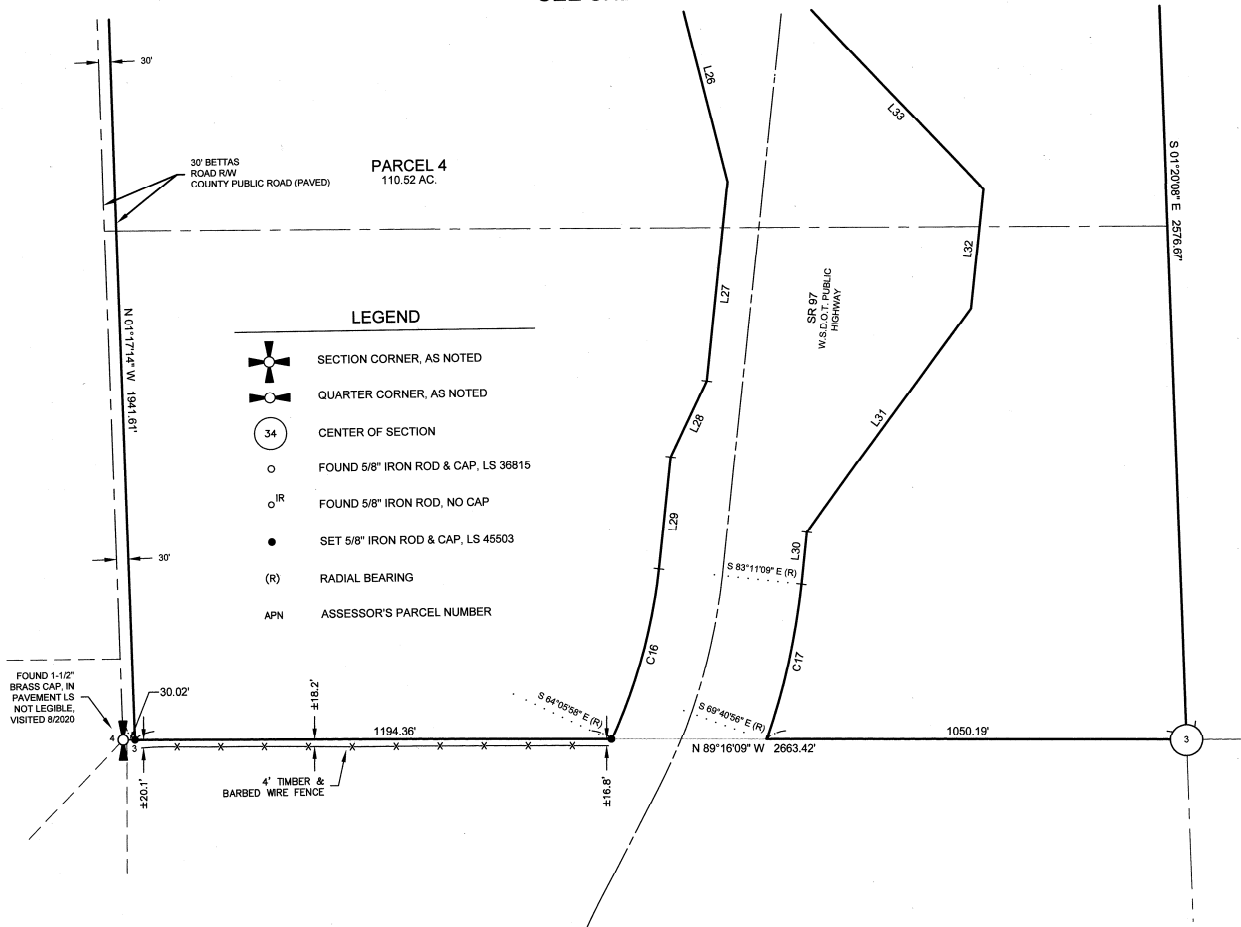 30'
L26
L33
30' BETTAS
ROAD R/W
COUNTY PUBLIC ROAD (PAVED)
PARCEL 4
110.52 AC.
S 01°20'08" E 2576.67'
L32
L27
SR 97
W.S.D.O.T. PUBLIC
HIGHWAY
N 01°17'14" W 1941.61'
LEGEND
SECTION CORNER, AS NOTED
QUARTER CORNER, AS NOTED
34 CENTER OF SECTION
FOUND 5/8" IRON ROD & CAP, LS 36815
IR FOUND 5/8" IRON ROD, NO CAP
SET 5/8" IRON ROD & CAP, LS 45503
(R) RADIAL BEARING
APN ASSESSOR'S PARCEL NUMBER
L28
L31
L29
L30
30'
S 83°11'09" E (R)
C16
C17
FOUND 1-1/2"
BRASS CAP, IN
PAVEMENT LS
NOT LEGIBLE,
VISITED 8/2020
30.02'
±18.2'
S 64°05'58" E (R)
S 69°40'56" E (R)
4
3
1194.36'
N 89°16'09" W 2663.42'
1050.19'
3
X X X X X X X X X X
±20.1'
4' TIMBER &
BARBED WIRE FENCE
±16.8'